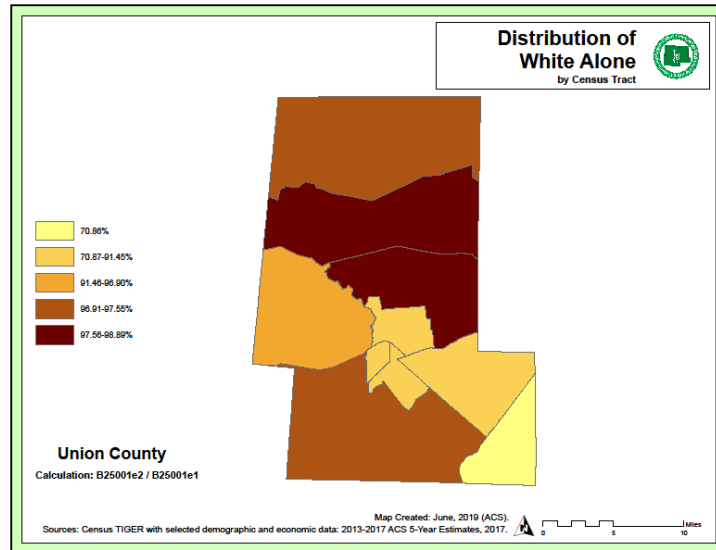 Distribution of
White Alone
by Census Tract
70.86%
70.87-91.45%
91.46-96.90%
96.91-97.55%
97.56-98.89%
Union County
Calculation: B25001e2 / B25001e1
Map Created: June, 2019 (ACS).
Sources: Census TIGER with selected demographic and economic data: 2013-2017 ACS 5-Year Estimates, 2017.
Miles
0 5 10